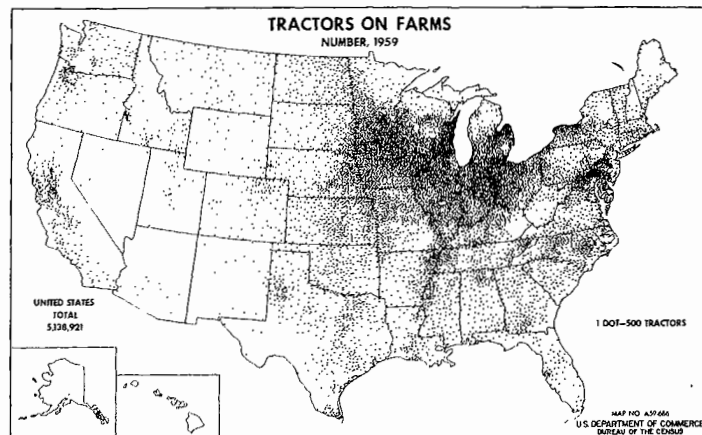 TRACTORS ON FARMS
NUMBER, 1959
UNITED STATES
TOTAL
5,138,921
1 DOT—500 TRACTORS
MAP NO. A59-686
U.S. DEPARTMENT OF COMMERCE
BUREAU OF THE CENSUS